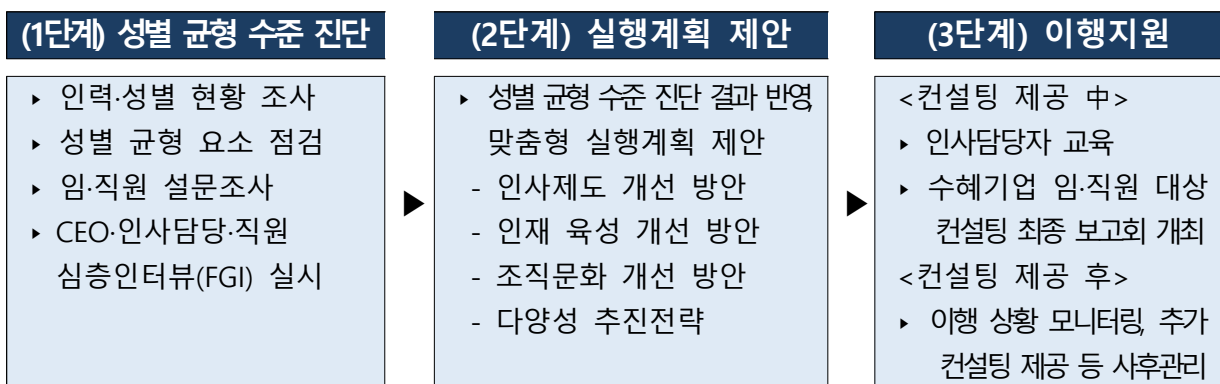 (1단계) 성별 균형 수준 진단
▸ 인력·성별 현황 조사
▸ 성별 균형 요소 점검
▸ 임·직원 설문조사
▸ CEO·인사담당·직원
심층인터뷰(FGI) 실시
▶
(2단계) 실행계획 제안
▸ 성별 균형 수준 진단 결과 반영,
맞춤형 실행계획 제안
- 인사제도 개선 방안
- 인재 육성 개선 방안
- 조직문화 개선 방안
- 다양성 추진전략
▶
(3단계) 이행지원
<컨설팅 제공 中>
▸ 인사담당자 교육
▸ 수혜기업 임·직원 대상
컨설팅 최종 보고회 개최
<컨설팅 제공 후>
▸ 이행 상황 모니터링, 추가
컨설팅 제공 등 사후관리